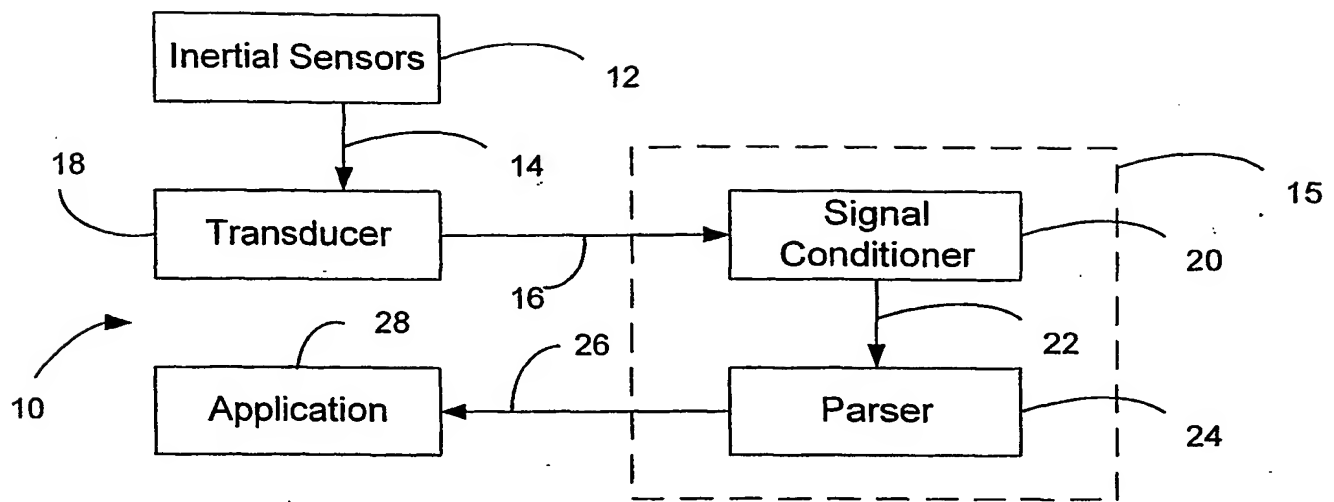 Inertial Sensors
12
14
18
15
Transducer
Signal
Conditioner
20
16
28
26
22
10
Application
Parser
24